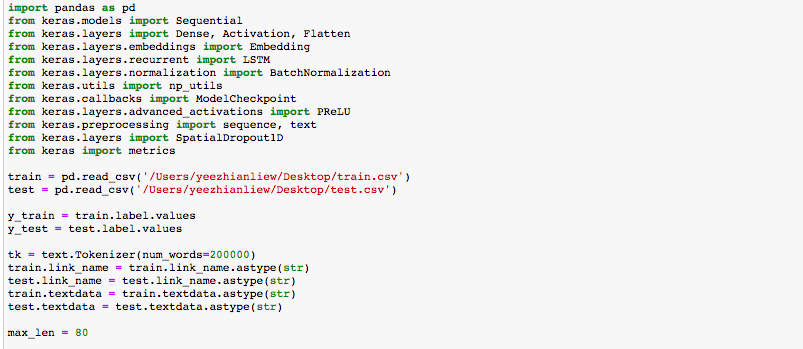 import pandas as pd
from keras.models import Sequential
from keras.layers import Dense, Activation, Flatten
from keras.layers.embeddings import Embedding
from keras.layers.recurrent import LSTM
from keras.layers.normalization import BatchNormalization
from keras.utils import np_utils
from keras.callbacks import ModelCheckpoint
from keras.layers.advanced_activations import PReLU
from keras.preprocessing import sequence, text
from keras.layers import SpatialDropout1D
from keras import metrics
train = pd.read_csv('/Users/yeezhianliew/Desktop/train.csv')
test = pd.read_csv('/Users/yeezhianliew/Desktop/test.csv')
y_train = train.label.values
y_test = test.label.values
tk = text.Tokenizer(num_words=200000)
train.link_name = train.link_name.astype(str)
test.link_name = test.link_name.astype(str)
train.textdata = train.textdata.astype(str)
test.textdata = test.textdata.astype(str)
max_len = 80